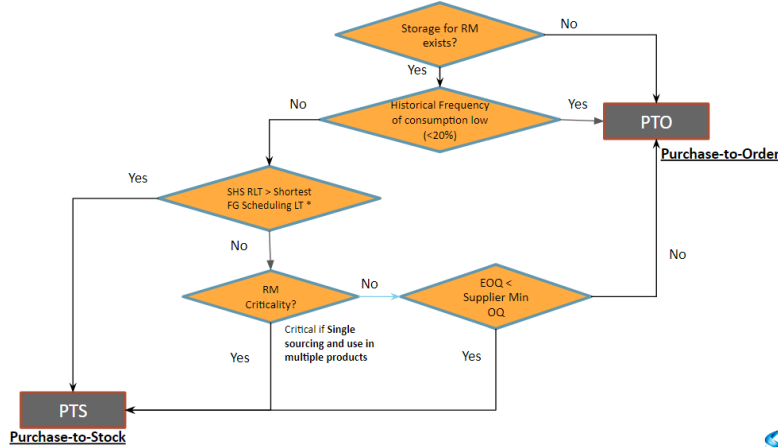 Storage for RM
exists?
No
Yes
Historical Frequency
of consumption low
(<20%)
No
Yes
PTO
Purchase-to-Order
SHS RLT > Shortest
FG Scheduling LT *
Yes
No
RM
Criticality?
No
EOQ <
Supplier Min
OQ
No
Critical if Single
sourcing and use in
multiple products
Yes
Yes
PTS
Purchase-to-Stock